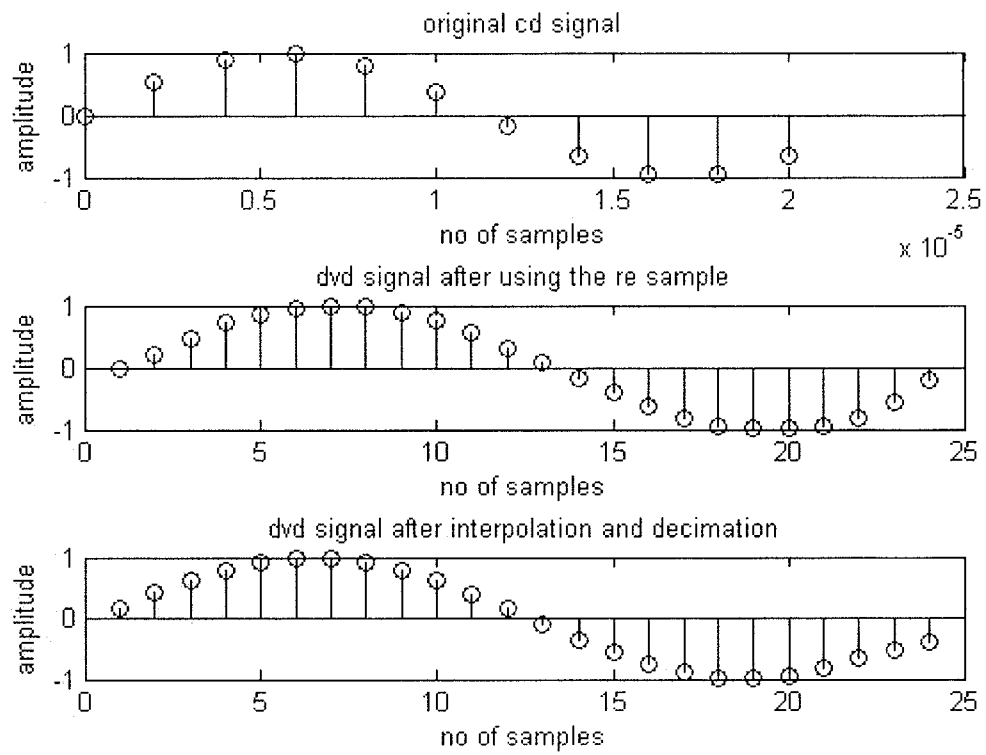 original cd signal
amplitude
1
0
-1
0 0.5 1 1.5 2 2.5
no of samples
x 10^-5
dvd signal after using the re sample
amplitude
1
0
-1
0 5 10 15 20 25
no of samples
dvd signal after interpolation and decimation
amplitude
1
0
-1
0 5 10 15 20 25
no of samples